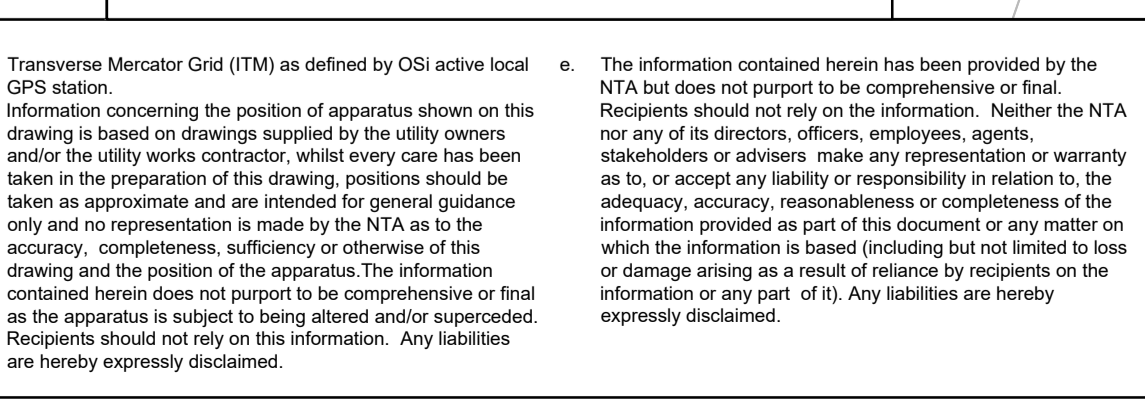 Transverse Mercator Grid (ITM) as defined by OSi active local
GPS station.
Information concerning the position of apparatus shown on this
drawing is based on drawings supplied by the utility owners
and/or the utility works contractor, whilst every care has been
taken in the preparation of this drawing, positions should be
taken as approximate and are intended for general guidance
only and no representation is made by the NTA as to the
accuracy,  completeness, sufficiency or otherwise of this
drawing and the position of the apparatus.The information
contained herein does not purport to be comprehensive or final
as the apparatus is subject to being altered and/or superceded.
Recipients should not rely on this information.  Any liabilities
are hereby expressly disclaimed.
e. The information contained herein has been provided by the
NTA but does not purport to be comprehensive or final.
Recipients should not rely on the information.  Neither the NTA
nor any of its directors, officers, employees, agents,
stakeholders or advisers  make any representation or warranty
as to, or accept any liability or responsibility in relation to, the
adequacy, accuracy, reasonableness or completeness of the
information provided as part of this document or any matter on
which the information is based (including but not limited to loss
or damage arising as a result of reliance by recipients on the
information or any part  of it). Any liabilities are hereby
expressly disclaimed.